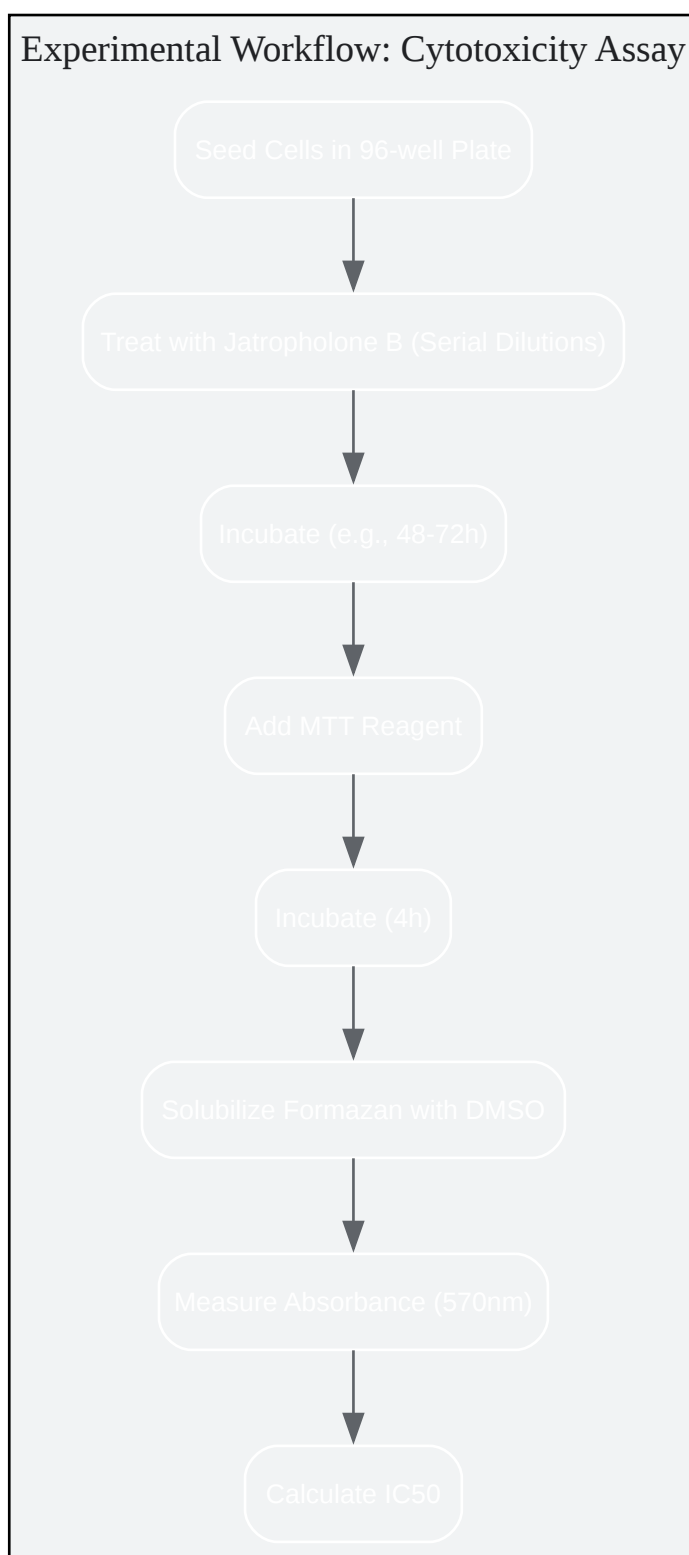 Experimental Workflow: Cytotoxicity Assay
Seed Cells in 96-well Plate
Treat with Jatropholone B (Serial Dilutions)
Incubate (e.g., 48-72h)
Add MTT Reagent
Incubate (4h)
Solubilize Formazan with DMSO
Measure Absorbance (570nm)
Calculate IC50